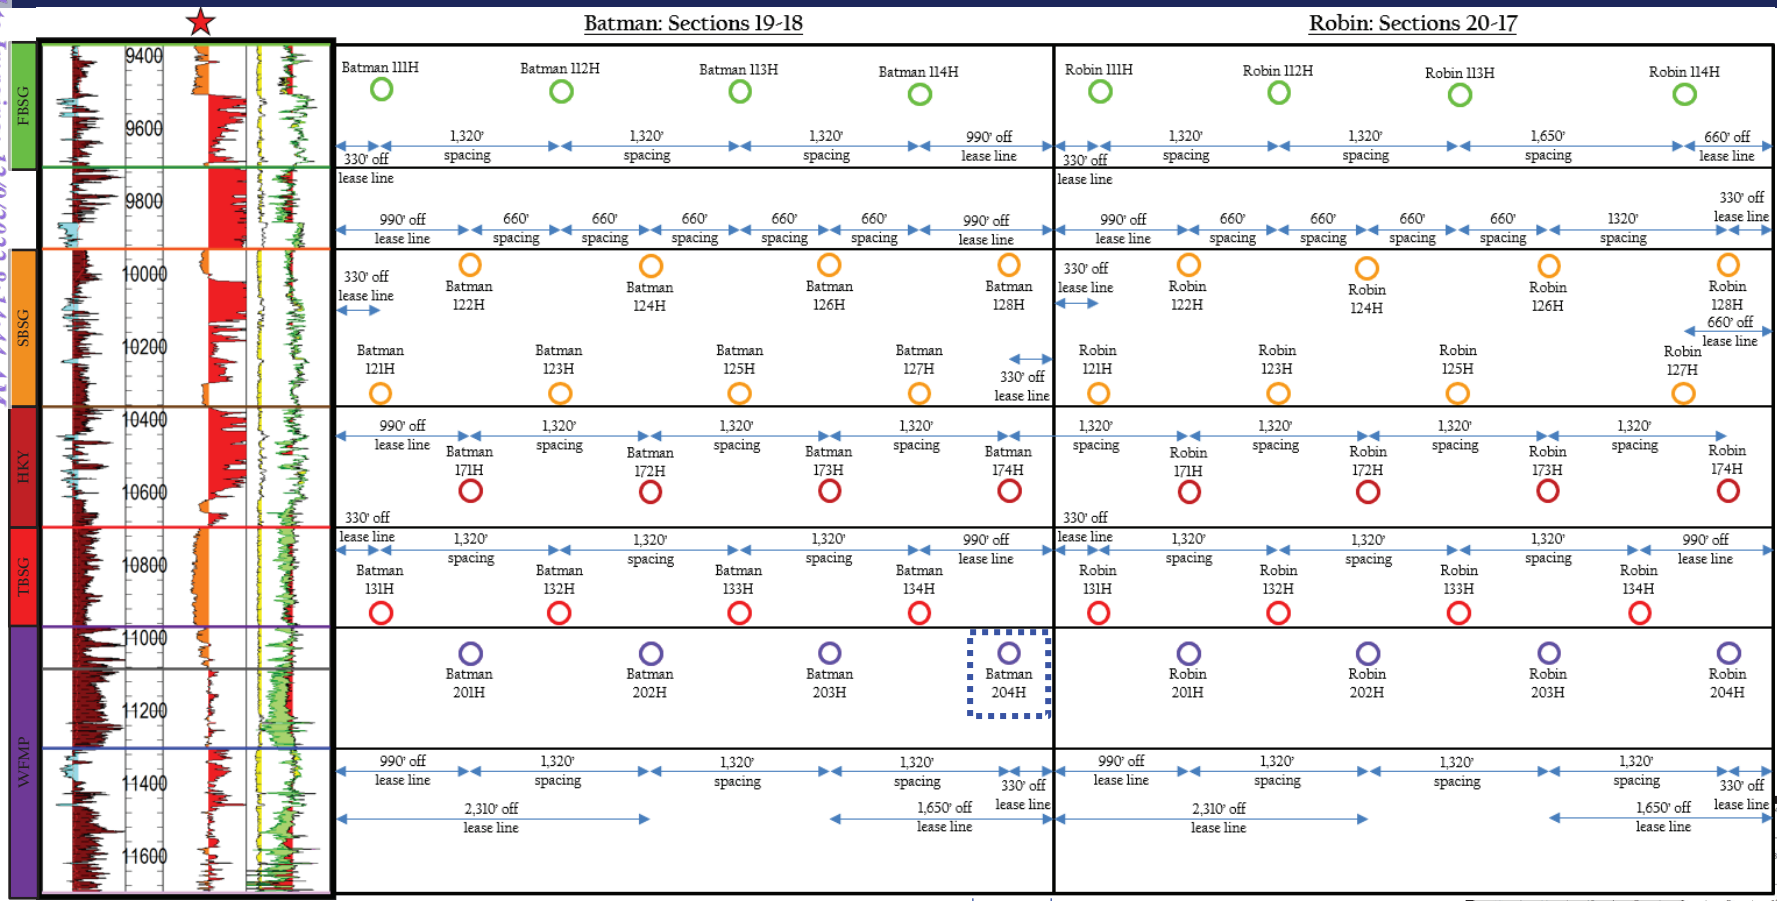 Batman: Sections 19-18
Robin: Sections 20-17
FBSG
SBSG
HKY
TBSG
WFMP
9400
9600
9800
10000
10200
10400
10600
10800
11000
11200
11400
11600
Batman 111H
Batman 112H
Batman 113H
Batman 114H
Robin 111H
Robin 112H
Robin 113H
Robin 114H
330' off
lease line
1,320'
spacing
1,320'
spacing
1,320'
spacing
990' off
lease line
330' off
lease line
1,320'
spacing
1,320'
spacing
1,650'
spacing
660' off
lease line
990' off
lease line
660'
spacing
660'
spacing
660'
spacing
660'
spacing
660'
spacing
990' off
lease line
990' off
lease line
660'
spacing
660'
spacing
660'
spacing
660'
spacing
1320'
spacing
330' off
lease line
330' off
lease line
Batman
122H
Batman
124H
Batman
126H
Batman
128H
330' off
lease line
Robin
122H
Robin
124H
Robin
126H
Robin
128H
660' off
lease line
Batman
121H
Batman
123H
Batman
125H
Batman
127H
330' off
lease line
Robin
121H
Robin
123H
Robin
125H
Robin
127H
990' off
lease line
1,320'
spacing
1,320'
spacing
1,320'
spacing
1,320'
spacing
1,320'
spacing
1,320'
spacing
1,320'
spacing
Batman
171H
Batman
172H
Batman
173H
Batman
174H
Robin
171H
Robin
172H
Robin
173H
Robin
174H
330' off
lease line
1,320'
spacing
1,320'
spacing
1,320'
spacing
990' off
lease line
330' off
lease line
1,320'
spacing
1,320'
spacing
1,320'
spacing
990' off
lease line
Batman
131H
Batman
132H
Batman
133H
Batman
134H
Robin
131H
Robin
132H
Robin
133H
Robin
134H
Batman
201H
Batman
202H
Batman
203H
Batman
204H
Robin
201H
Robin
202H
Robin
203H
Robin
204H
990' off
lease line
1,320'
spacing
1,320'
spacing
1,320'
spacing
330' off
lease line
990' off
lease line
1,320'
spacing
1,320'
spacing
1,320'
spacing
330' off
lease line
2,310' off
lease line
1,650' off
lease line
2,310' off
lease line
1,650' off
lease line